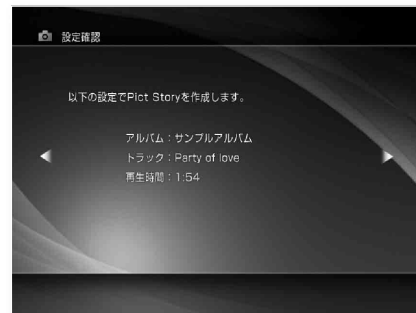 設定確認
以下の設定でPict Storyを作成します。
アルバム：サンプルアルバム
トラック：Party of love
再生時間：1:54